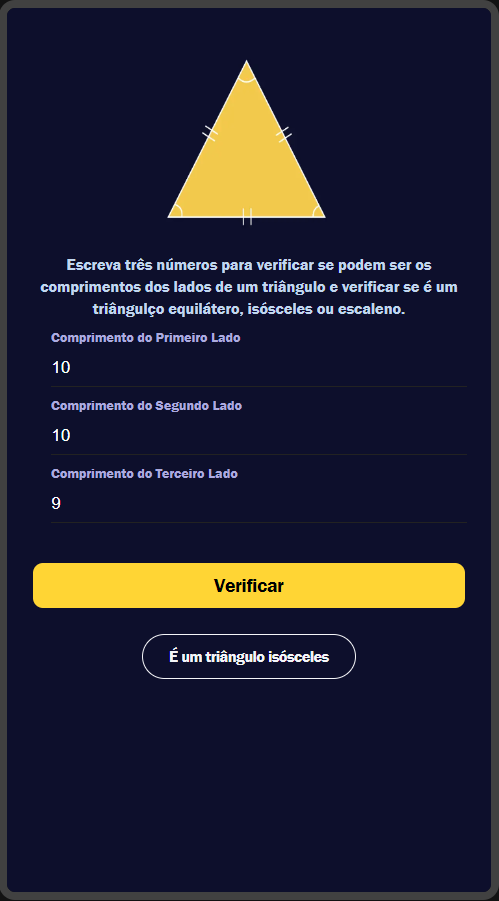 Escreva três números para verificar se podem ser os
comprimentos dos lados de um triângulo e verificar se é um
triângulço equilátero, isósceles ou escaleno.
Comprimento do Primeiro Lado
10
Comprimento do Segundo Lado
10
Comprimento do Terceiro Lado
9
Verificar
É um triângulo isósceles